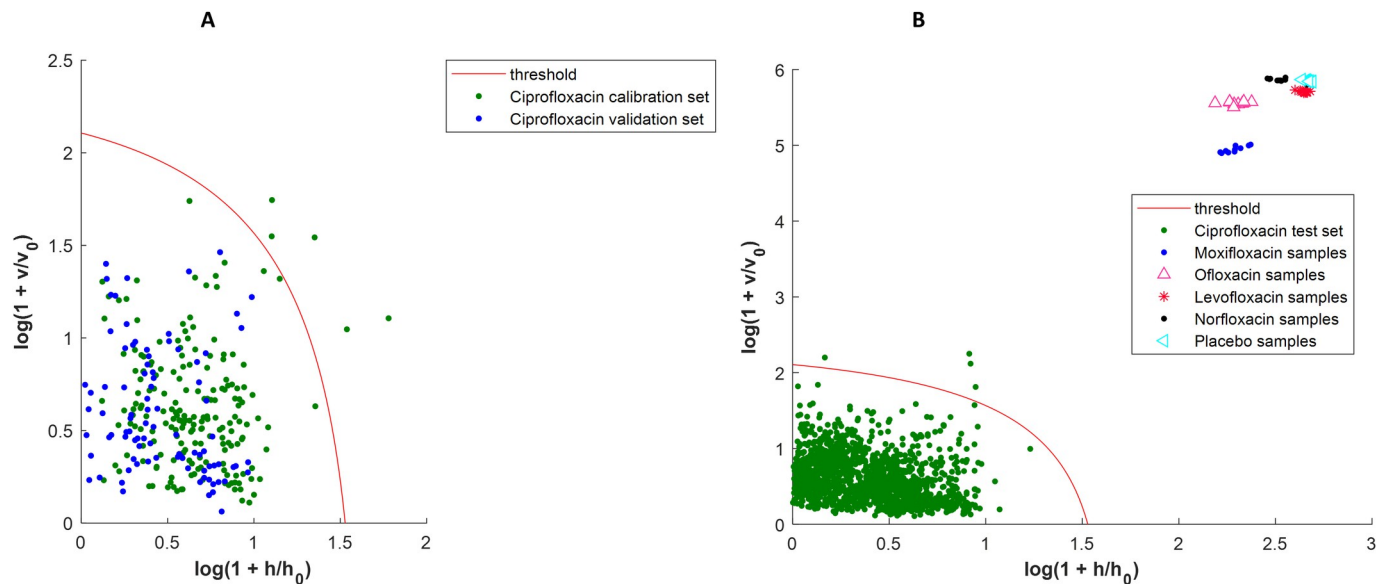 A
2.5
2
1.5
1
0.5
0
0
0.5
1
1.5
2
log(1 + v/v0)
log(1 + h/h0)
threshold
Ciprofloxacin calibration set
Ciprofloxacin validation set
B
6
5
4
3
2
1
0
0
0.5
1
1.5
2
2.5
3
log(1 + v/v0)
log(1 + h/h0)
threshold
Ciprofloxacin test set
Moxifloxacin samples
Ofloxacin samples
Levofloxacin samples
Norfloxacin samples
Placebo samples